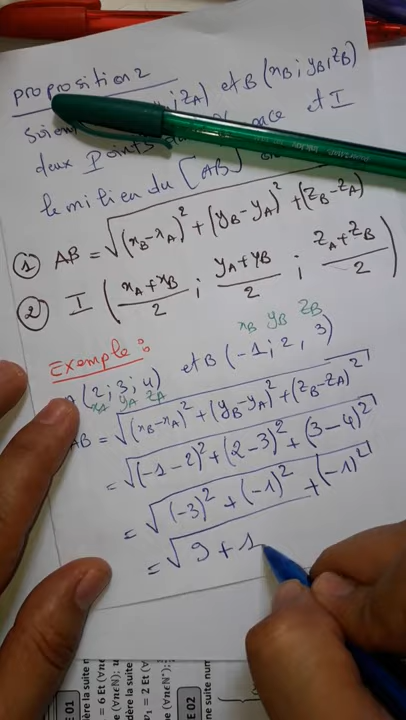 proprosition2
soient ; zA) et B (xB ; yB ; zB)
deux Points et I
le milieu du [AB]
① AB = √(xB-xA)² + (yB-yA)² + (zB-zA)
② I (xA+xB/2 ; yA+yB/2 ; zA+zB/2)
xB yB zB
Exemple :
(2 ; 3 ; 4) et B (-1 ; 2 , 3)
xA yA zA
AB = √(xB-xA)² + (yB-yA)² + (zB-zA)²
= √(-1-2)² + (2-3)² + (3-4)²
= √(-3)² + (-1)² + (-1)²
= √9 + 1